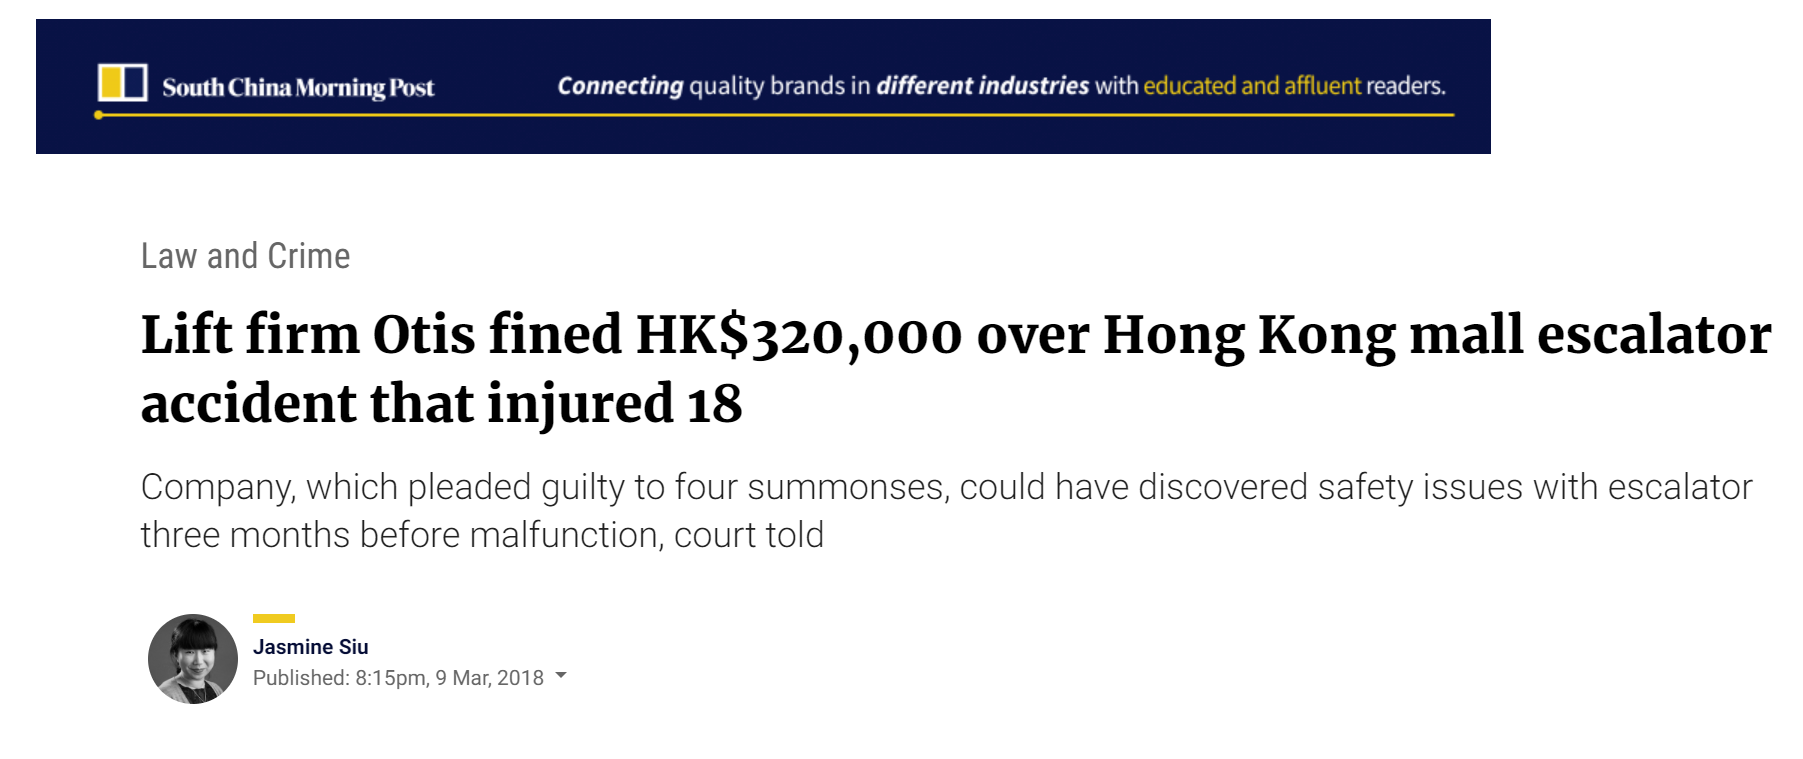 South China Morning Post
Connecting quality brands in different industries with educated and affluent readers.
Law and Crime
Lift firm Otis fined HK$320,000 over Hong Kong mall escalator
accident that injured 18
Company, which pleaded guilty to four summonses, could have discovered safety issues with escalator
three months before malfunction, court told
Jasmine Siu
Published: 8:15pm, 9 Mar, 2018